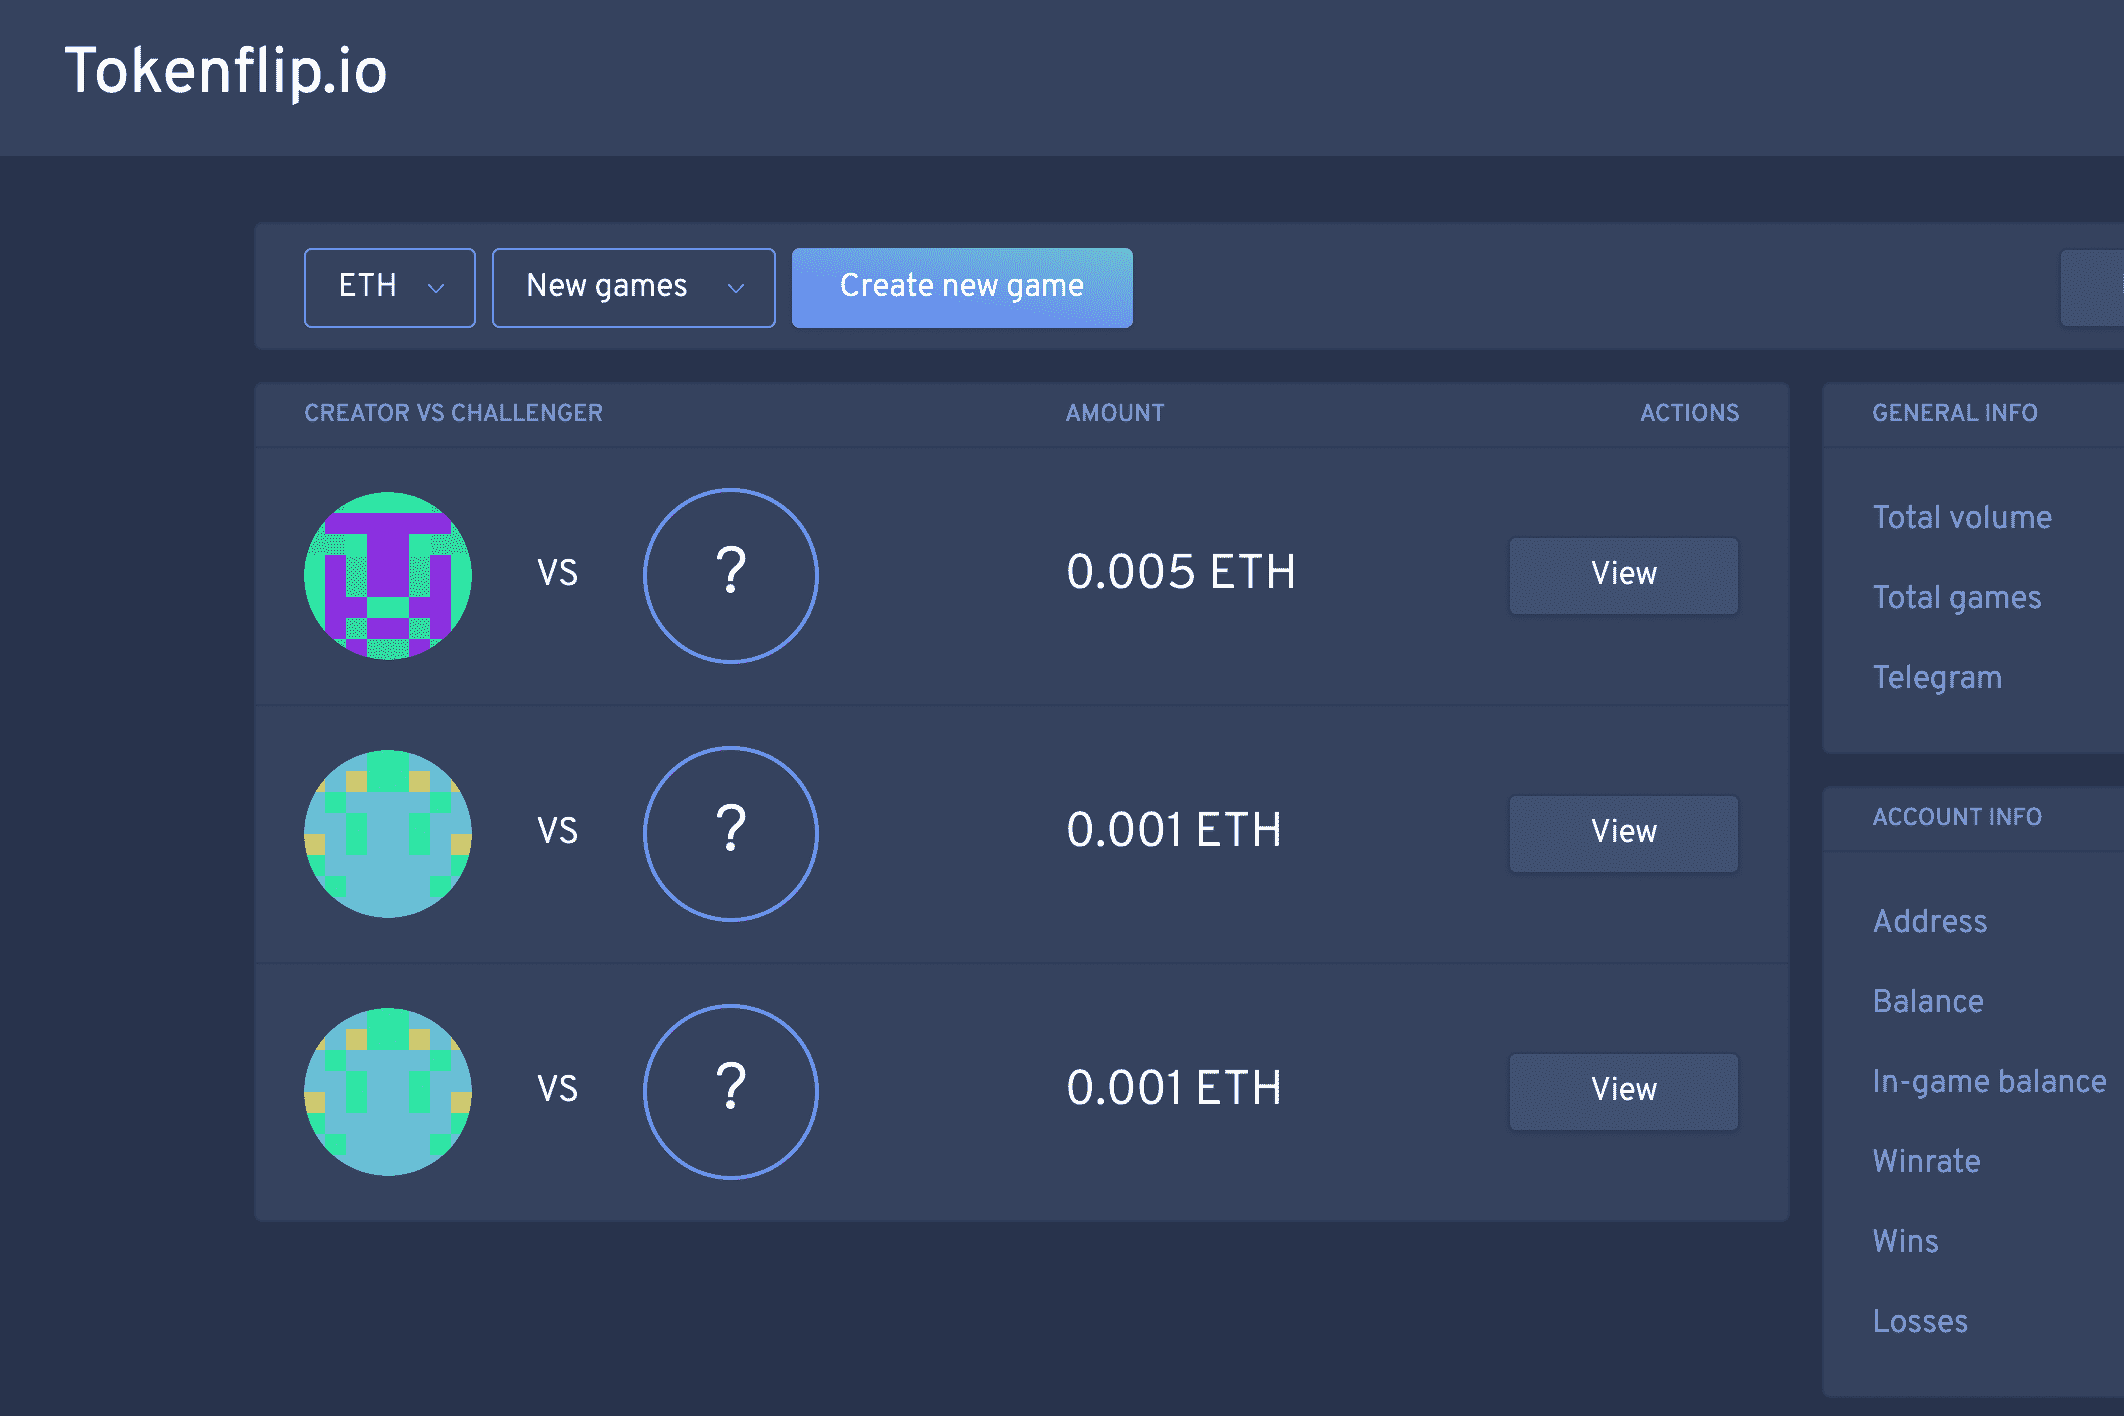 Tokenflip.io
ETH
New games
Create new game
CREATOR VS CHALLENGER
AMOUNT
ACTIONS
VS
?
0.005 ETH
View
VS
?
0.001 ETH
View
VS
?
0.001 ETH
View
GENERAL INFO
Total volume
Total games
Telegram
ACCOUNT INFO
Address
Balance
In-game balance
Winrate
Wins
Losses